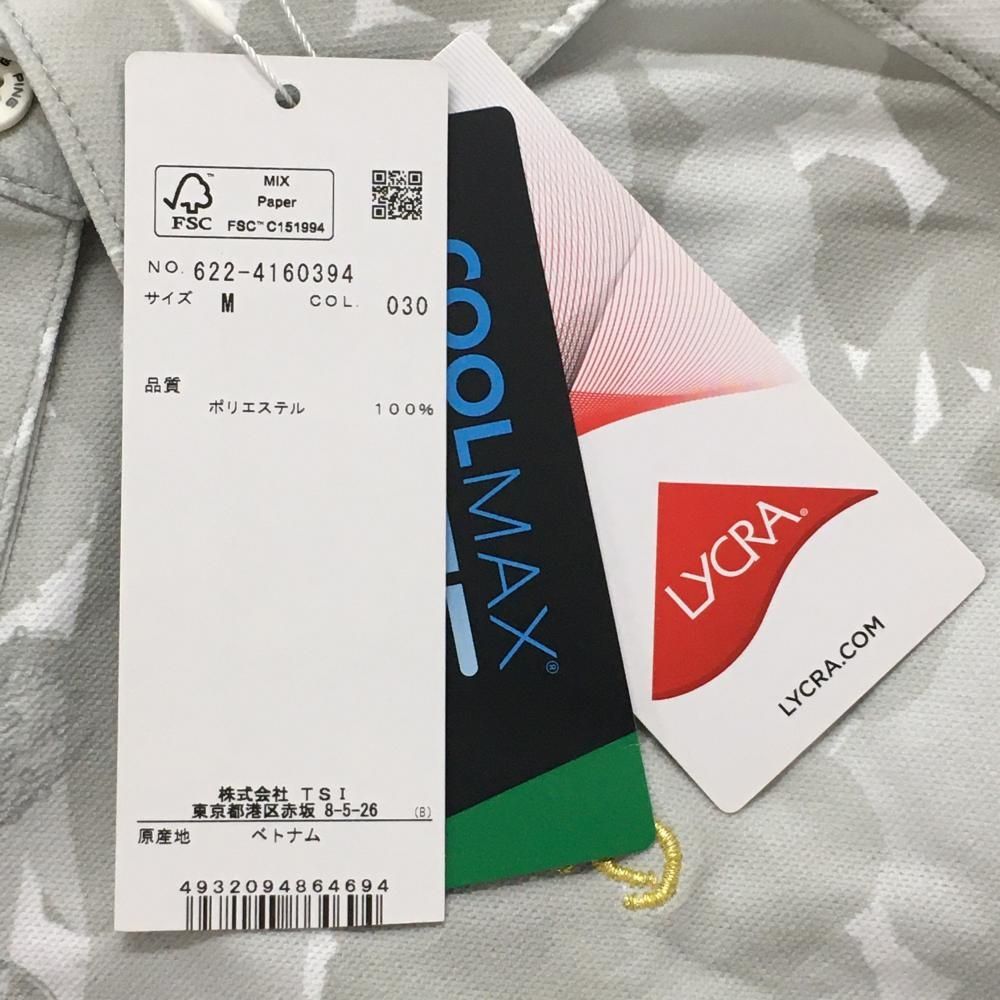 PING
MIX
Paper
FSC™
FSC™ C151994
NO. 622-4160394
サイズ M COL. 030
品質
ポリエステル 100%
株式会社 TSI
東京都港区赤坂 8-5-26 (B)
原産地 ベトナム
4932094864694
COOLMAX®
LYCRA®
LYCRA.COM